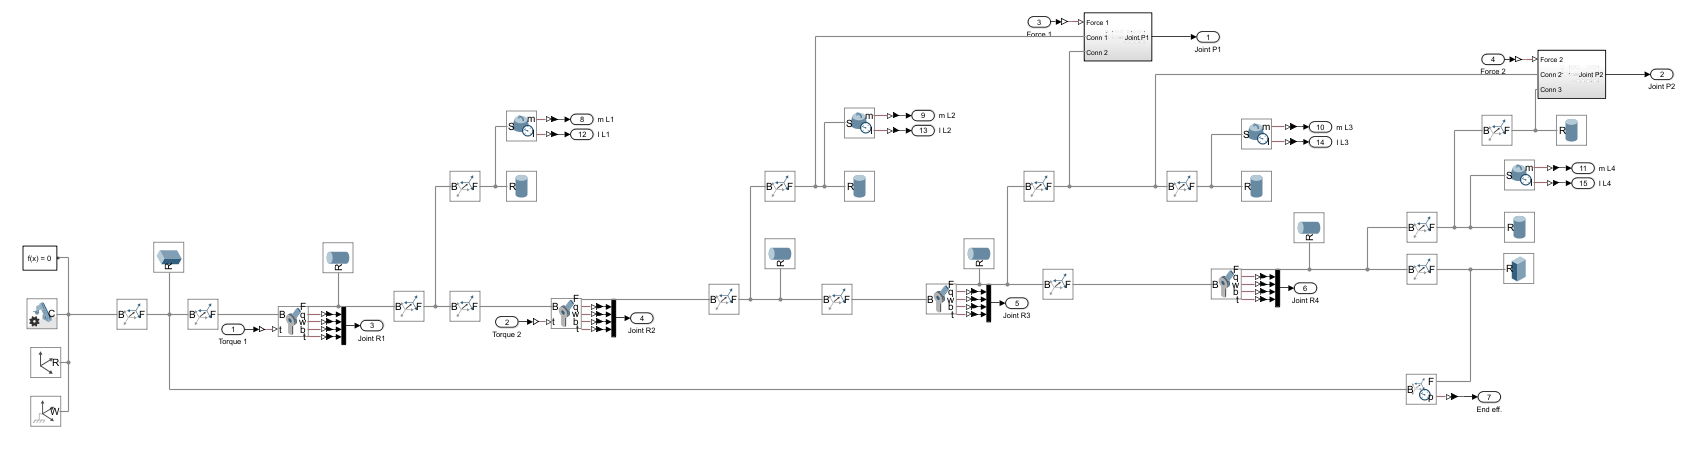 3
Force 1
Force 1
Conn 1
Conn 2
Joint P1
1
Joint P1
4
Force 2
Force 2
Conn 2
Conn 3
Joint P2
2
Joint P2
S
m
l
8
m L1
12
l L1
S
m
l
9
m L2
13
l L2
S
m
l
10
m L3
14
l L3
B
F
R
S
m
l
11
m L4
15
l L4
B
F
R
B
F
R
B
F
B
F
R
B
F
R
f(x) = 0
R
R
R
R
R
C
B
F
B
F
1
Torque 1
B
t
F
q
w
b
t
3
Joint R1
B
F
B
F
2
Torque 2
B
t
F
q
w
b
t
4
Joint R2
B
F
B
F
B
F
q
w
b
t
5
Joint R3
B
F
B
F
q
w
b
t
6
Joint R4
B
F
R
R
W
B
F
p
7
End eff.